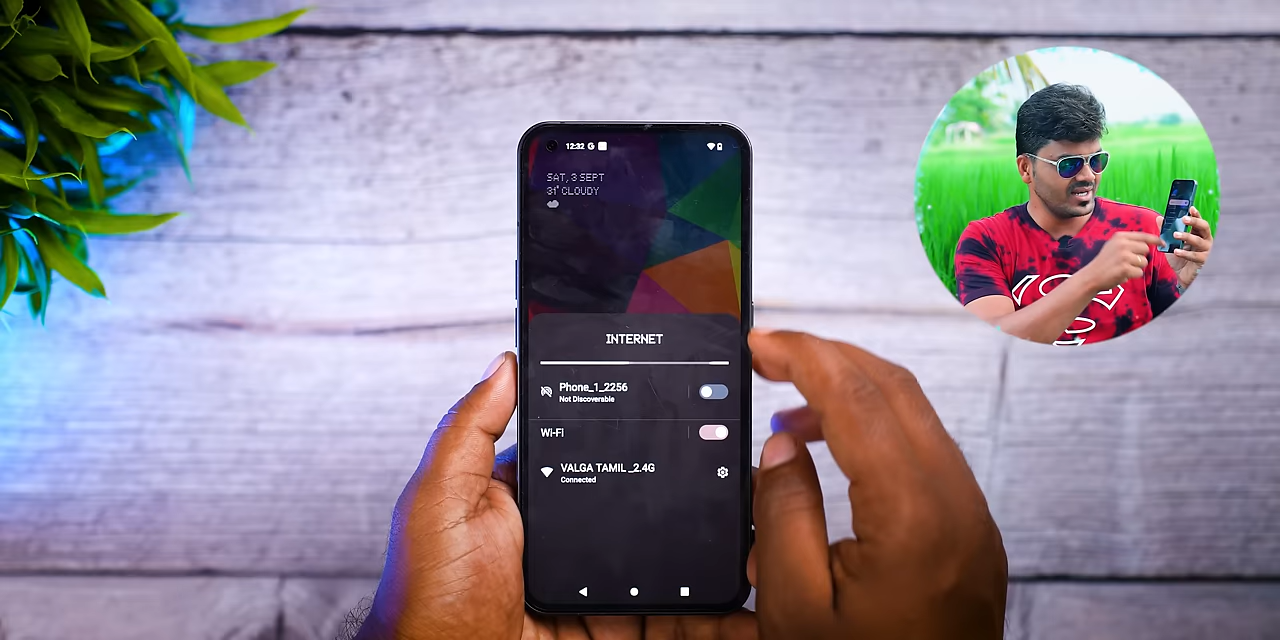 12:32 G
SAT, 3 SEPT
31° CLOUDY
INTERNET
Phone_1_2256
Not Discoverable
Wi-Fi
VALGA TAMIL _2.4G
Connected